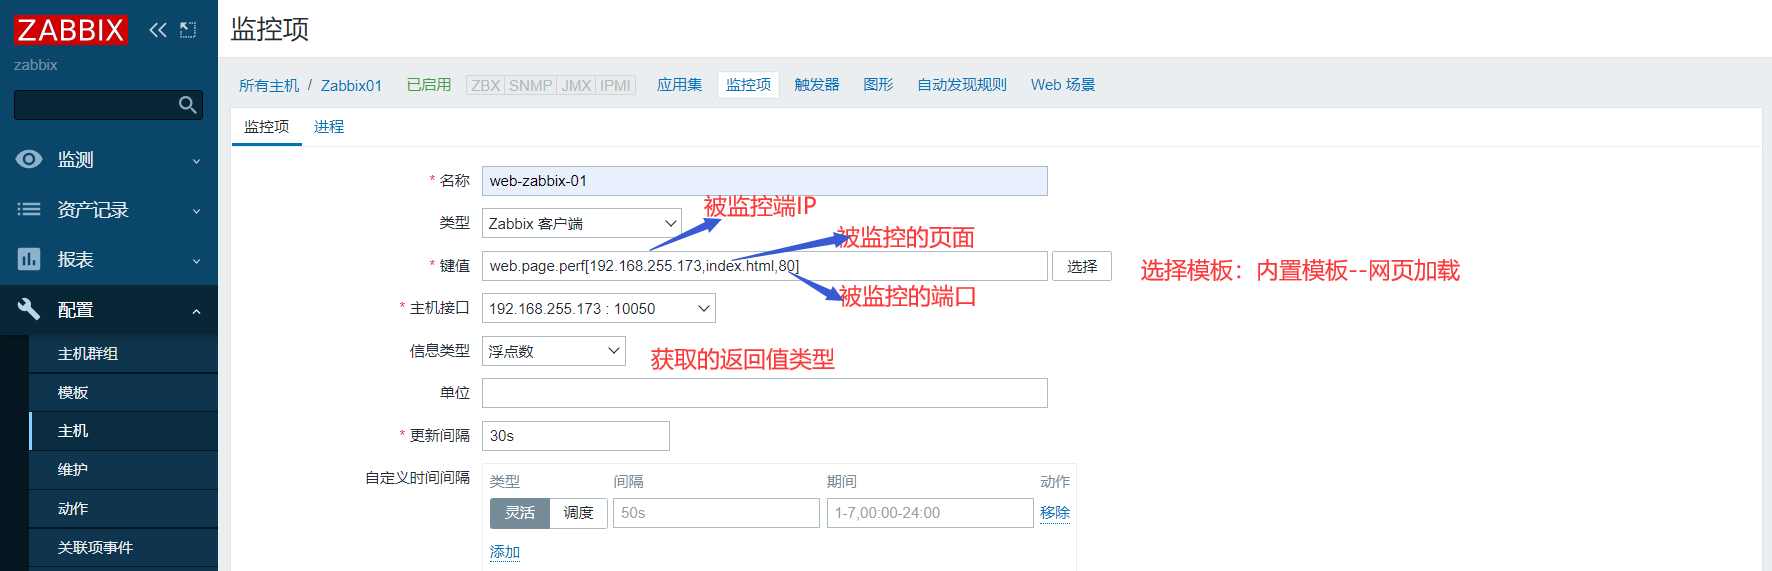 ZABBIX
zabbix
监测
资产记录
报表
配置
主机群组
模板
主机
维护
动作
关联项事件
监控项
所有主机 / Zabbix01 已启用 ZBX SNMP JMX IPMI 应用集 监控项 触发器 图形 自动发现规则 Web 场景
监控项 进程
* 名称 web-zabbix-01
被监控端IP
类型 Zabbix 客户端
被监控的页面
* 键值 web.page.perf[192.168.255.173,index.html,80] 选择
选择模板：内置模板--网页加载
被监控的端口
* 主机接口 192.168.255.173 : 10050
信息类型 浮点数
获取的返回值类型
单位
* 更新间隔 30s
自定义时间间隔 类型 间隔 期间 动作
灵活 调度 50s 1-7,00:00-24:00 移除
添加